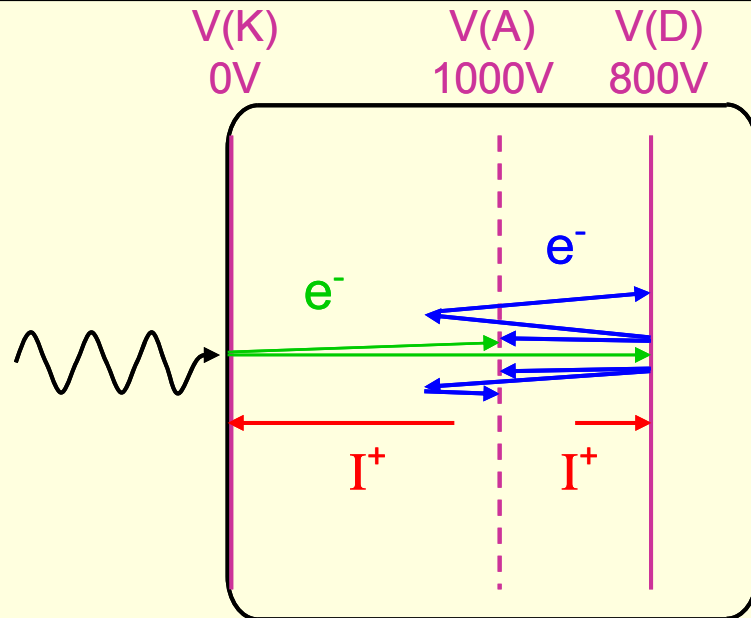 V(K) V(A) V(D)
0V 1000V 800V
e⁻
e⁻
I⁺ I⁺